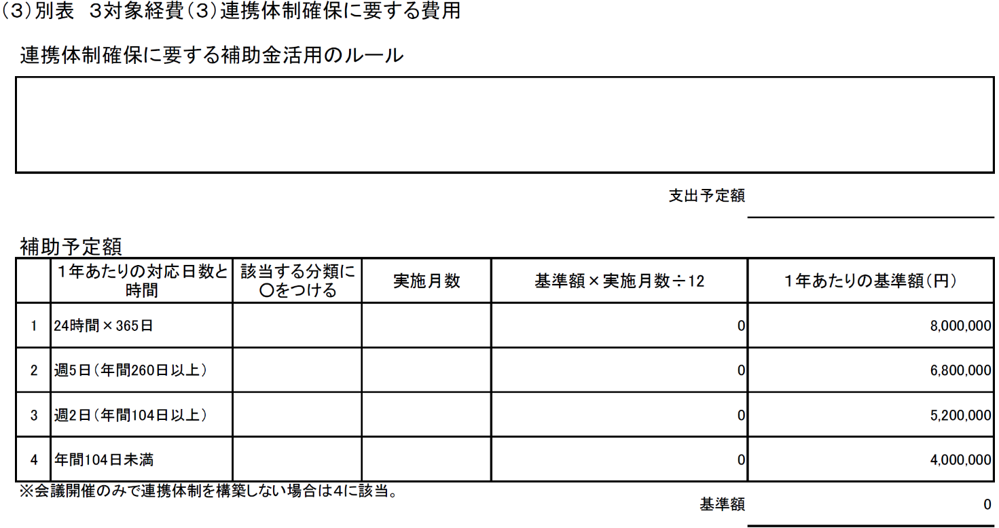 （３）別表　３対象経費（３）連携体制確保に要する費用
連携体制確保に要する補助金活用のルール
支出予定額
補助予定額
１年あたりの対応日数と
時間
該当する分類に
〇をつける
実施月数
基準額×実施月数÷12
１年あたりの基準額（円）
1 24時間×365日 0 8,000,000
2 週5日（年間260日以上） 0 6,800,000
3 週2日（年間104日以上） 0 5,200,000
4 年間104日未満 0 4,000,000
※会議開催のみで連携体制を構築しない場合は４に該当。
基準額 0